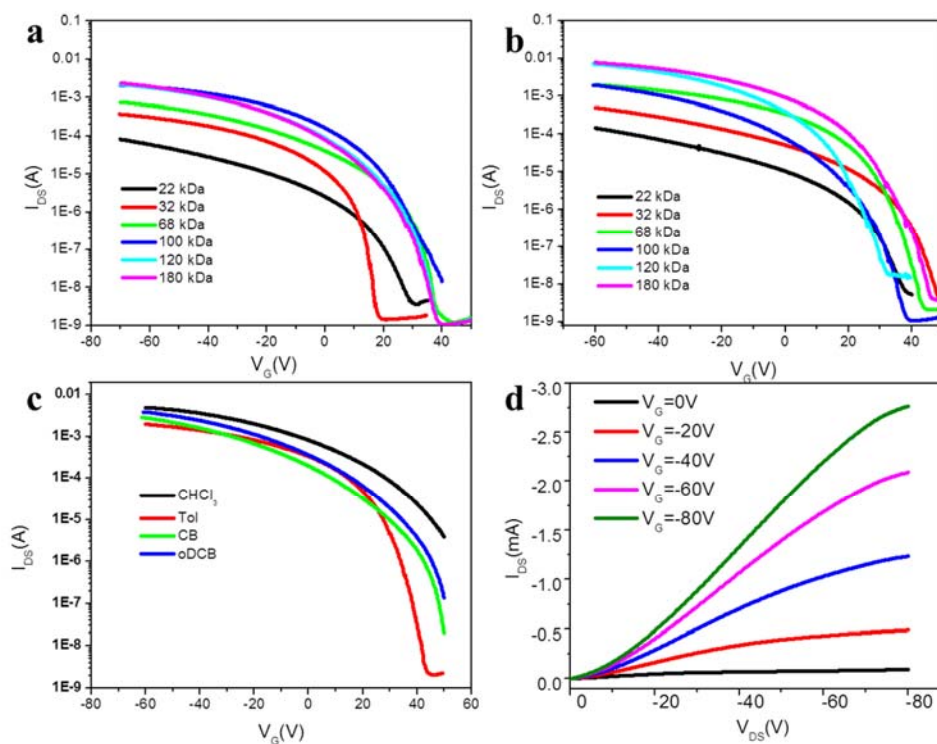 a
0.1
0.01
1E-3
1E-4
1E-5
1E-6
1E-7
1E-8
1E-9
I_DS(A)
22 kDa
32 kDa
68 kDa
100 kDa
120 kDa
180 kDa
-80 -60 -40 -20 0 20 40
V_G(V)
b
0.1
0.01
1E-3
1E-4
1E-5
1E-6
1E-7
1E-8
1E-9
I_DS(A)
22 kDa
32 kDa
68 kDa
100 kDa
120 kDa
180 kDa
-60 -40 -20 0 20 40
V_G(V)
c
0.01
1E-3
1E-4
1E-5
1E-6
1E-7
1E-8
1E-9
I_DS(A)
CHCl3
Tol
CB
oDCB
-60 -40 -20 0 20 40 60
V_G(V)
d
-3.0
-2.5
-2.0
-1.5
-1.0
-0.5
0.0
I_DS(mA)
V_G=0V
V_G=-20V
V_G=-40V
V_G=-60V
V_G=-80V
0 -20 -40 -60 -80
V_DS(V)